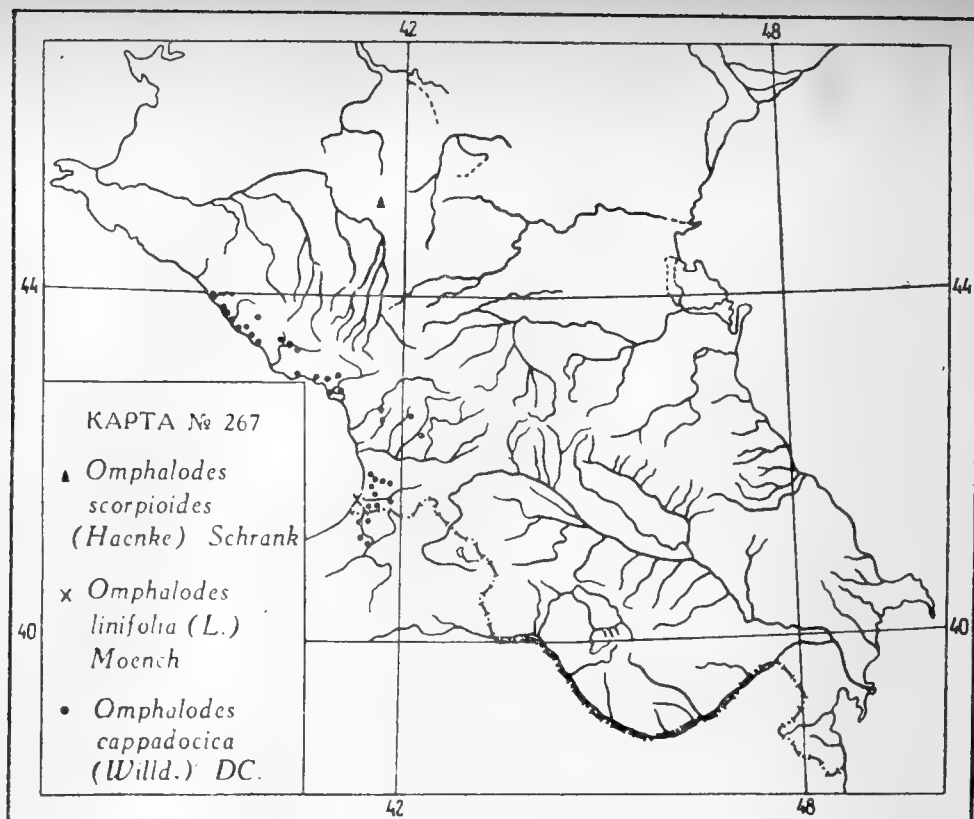 42 48
44 44
КАРТА № 267
Omphalodes
scorpioides
(Haenke) Schrank
Omphalodes
linifolia (L.)
Moench
Omphalodes
cappadocica
(Willd.) DC.
40 40
42 48